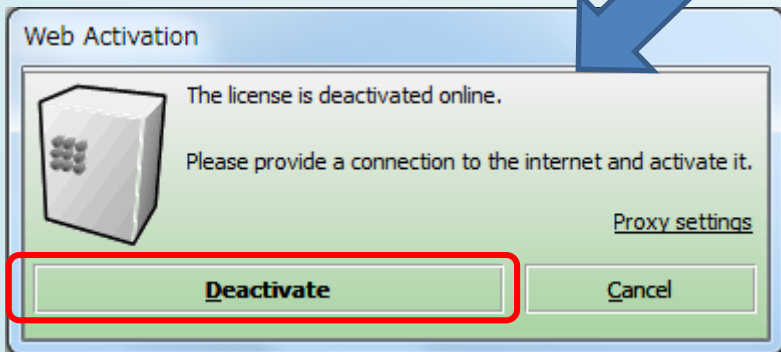 Web Activation
The license is deactivated online.
Please provide a connection to the internet and activate it.
Proxy settings
Deactivate
Cancel